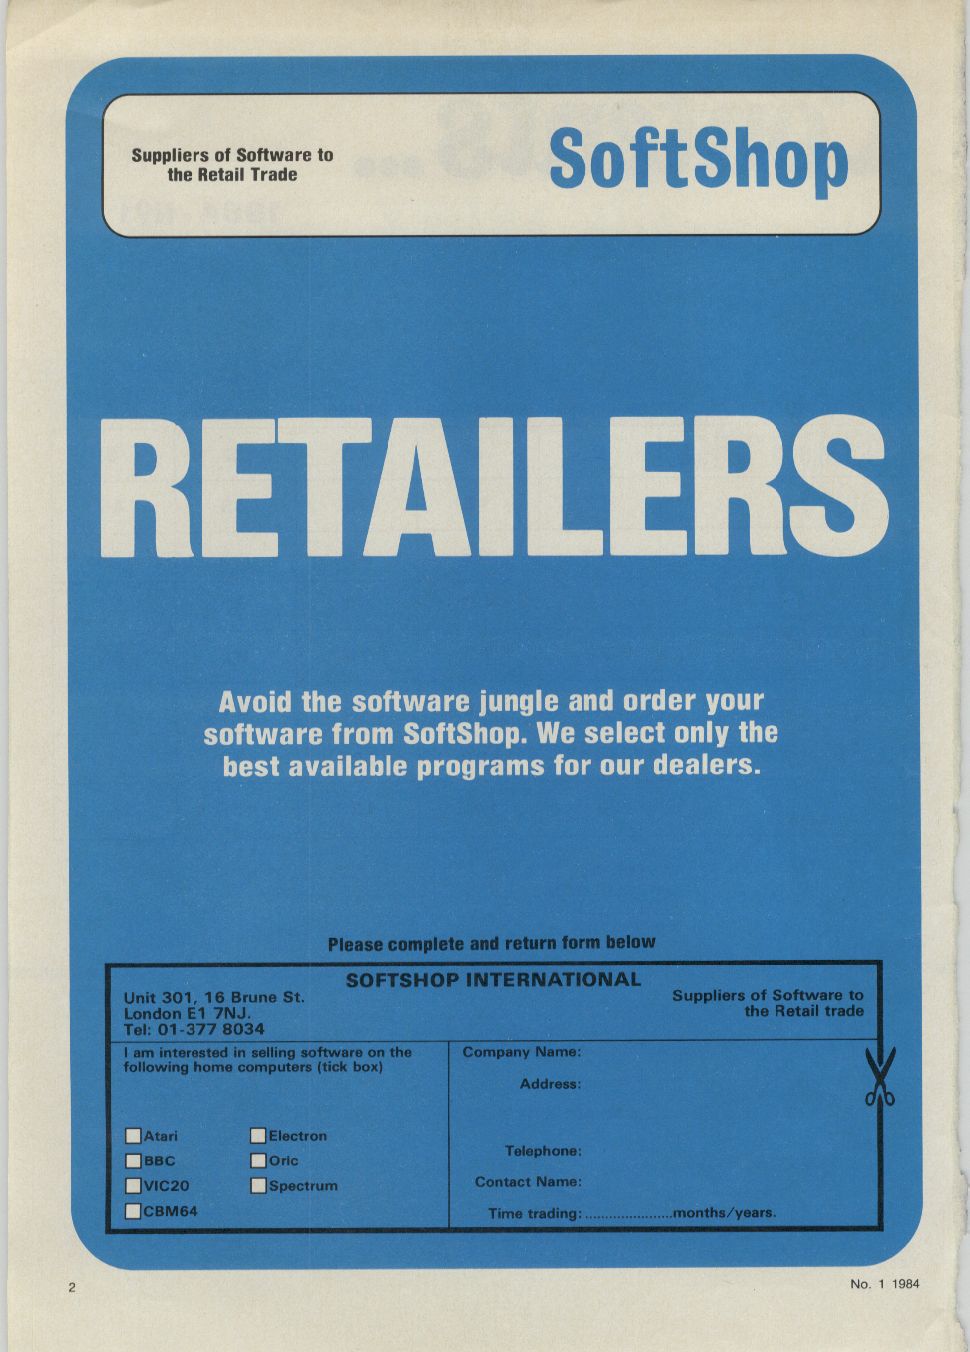 Suppliers of Software to
the Retail Trade
SoftShop
RETAILERS
Avoid the software jungle and order your
software from SoftShop. We select only the
best available programs for our dealers.
Please complete and return form below
SOFTSHOP INTERNATIONAL
Unit 301, 16 Brune St.
London E1 7NJ.
Tel: 01-377 8034
Suppliers of Software to
the Retail trade
I am interested in selling software on the
following home computers (tick box)
Atari
BBC
VIC20
CBM64
Electron
Oric
Spectrum
Company Name:
Address:
Telephone:
Contact Name:
Time trading: ......................months/years.
2
No. 1 1984